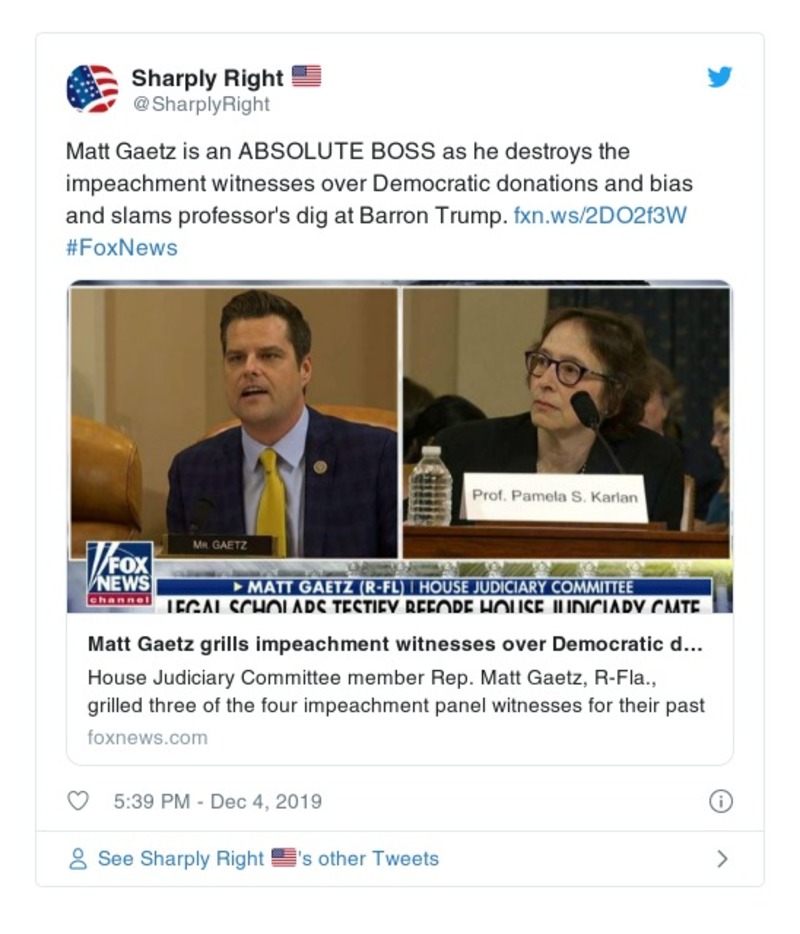 Sharply Right
@SharplyRight
Matt Gaetz is an ABSOLUTE BOSS as he destroys the
impeachment witnesses over Democratic donations and bias
and slams professor's dig at Barron Trump. fxn.ws/2DO2f3W
#FoxNews
Prof. Pamela S. Karlan
MR. GAETZ
FOX
NEWS
channel
MATT GAETZ (R-FL) | HOUSE JUDICIARY COMMITTEE
LEGAL SCHOLARS TESTIFY BEFORE HOUSE JUDICIARY CMTE
Matt Gaetz grills impeachment witnesses over Democratic d...
House Judiciary Committee member Rep. Matt Gaetz, R-Fla.,
grilled three of the four impeachment panel witnesses for their past
foxnews.com
5:39 PM - Dec 4, 2019
See Sharply Right 's other Tweets